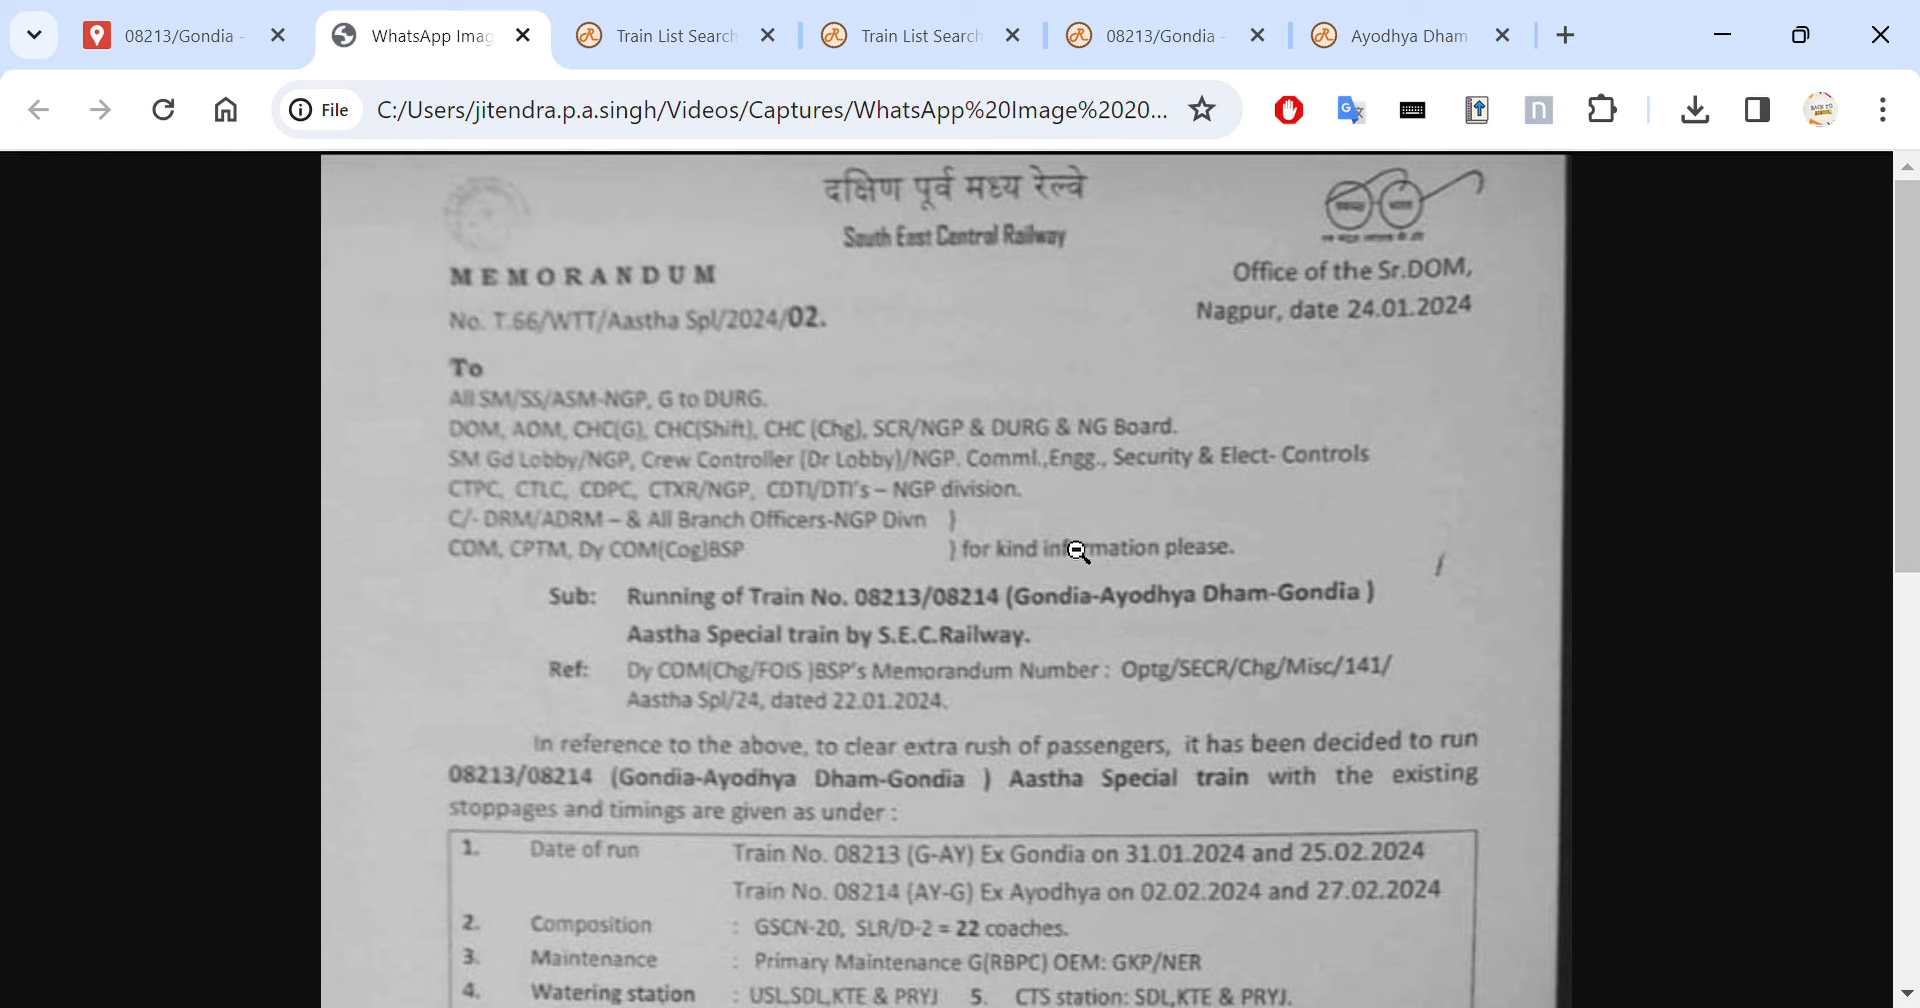 08213/Gondia -
WhatsApp Imag
Train List Search
Train List Search
08213/Gondia -
Ayodhya Dham
File
C:/Users/jitendra.p.a.singh/Videos/Captures/WhatsApp%20Image%2020...
दक्षिण पूर्व मध्य रेल्वे
South East Central Railway
MEMORANDUM
Office of the Sr.DOM,
No. T.66/WTT/Aastha Spl/2024/02.
Nagpur, date 24.01.2024
To
All SM/SS/ASM-NGP, G to DURG.
DOM, AOM, CHC(G), CHC(Shift), CHC (Chg), SCR/NGP & DURG & NG Board.
SM Gd Lobby/NGP, Crew Controller (Dr Lobby)/NGP. Comml.,Engg., Security & Elect- Controls
CTPC, CTLC, CDPC, CTXR/NGP, CDTI/DTI's – NGP division.
C/- DRM/ADRM – & All Branch Officers-NGP Divn }
COM, CPTM, Dy COM(Cog)BSP } for kind information please.
Sub: Running of Train No. 08213/08214 (Gondia-Ayodhya Dham-Gondia )
Aastha Special train by S.E.C.Railway.
Ref: Dy COM(Chg/FOIS )BSP's Memorandum Number : Optg/SECR/Chg/Misc/141/
Aastha Spl/24, dated 22.01.2024.
In reference to the above, to clear extra rush of passengers, it has been decided to run
08213/08214 (Gondia-Ayodhya Dham-Gondia ) Aastha Special train with the existing
stoppages and timings are given as under :
1. Date of run Train No. 08213 (G-AY) Ex Gondia on 31.01.2024 and 25.02.2024
Train No. 08214 (AY-G) Ex Ayodhya on 02.02.2024 and 27.02.2024
2. Composition : GSCN-20, SLR/D-2 = 22 coaches.
3. Maintenance : Primary Maintenance G(RBPC) OEM: GKP/NER
4. Watering station : USL,SDL,KTE & PRYJ 5. CTS station: SDL,KTE & PRYJ.